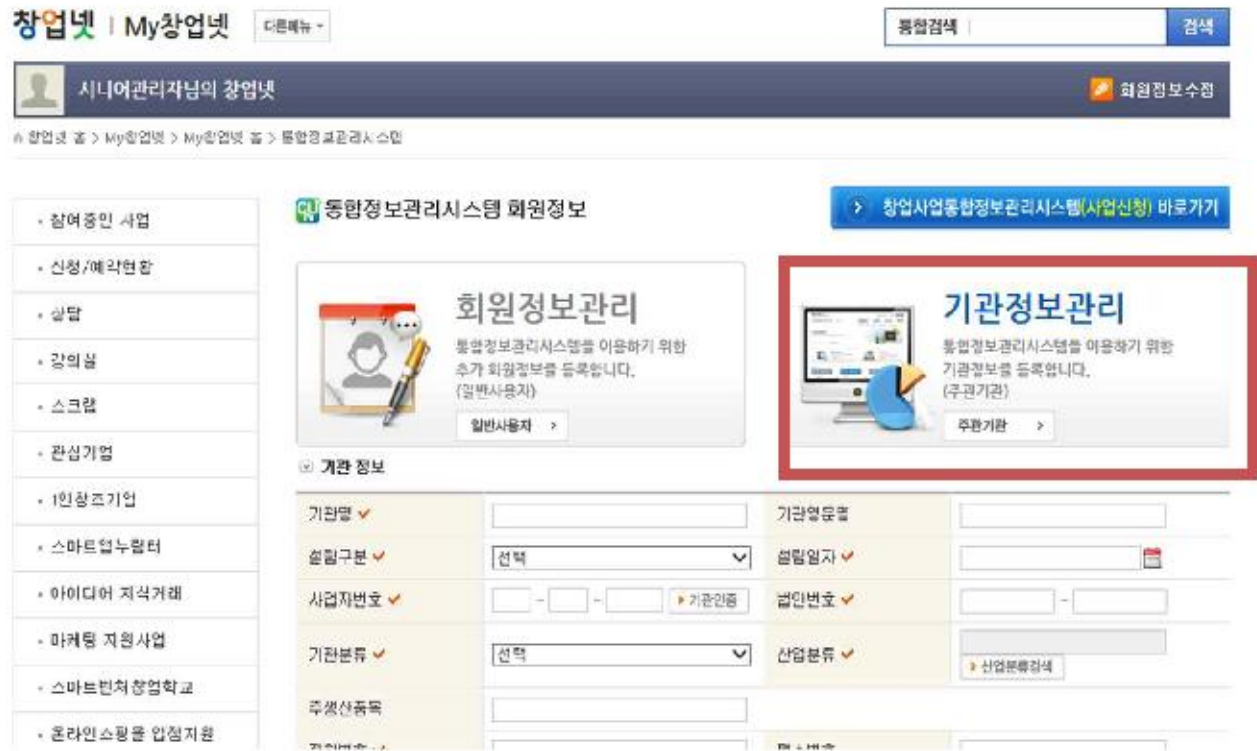 창업넷 | My창업넷 다른메뉴
통합검색 검색
시니어관리자님의 창업넷 회원정보수정
창업넷 홈 > My창업넷 > My창업넷 홈 > 통합정보관리시스템
통합정보관리시스템 회원정보
창업사업통합정보관리시스템(사업신청) 바로가기
참여중인 사업
신청/예약현황
상담
강의실
스크랩
관심기업
1인창조기업
스마트앱누림터
아이디어 지식거래
마케팅 지원사업
스마트벤처창업학교
온라인쇼핑몰 입점지원
회원정보관리
통합정보관리시스템을 이용하기 위한
추가 회원정보를 등록합니다.
(일반사용자)
일반사용자 >
기관정보관리
통합정보관리시스템을 이용하기 위한
기관정보를 등록합니다.
(주관기관)
주관기관 >
기관 정보
기관명 기관영문명
설립구분 선택 설립일자
사업자번호 - - 기관인증 법인번호 -
기관분류 선택 산업분류
산업분류검색
주생산품목